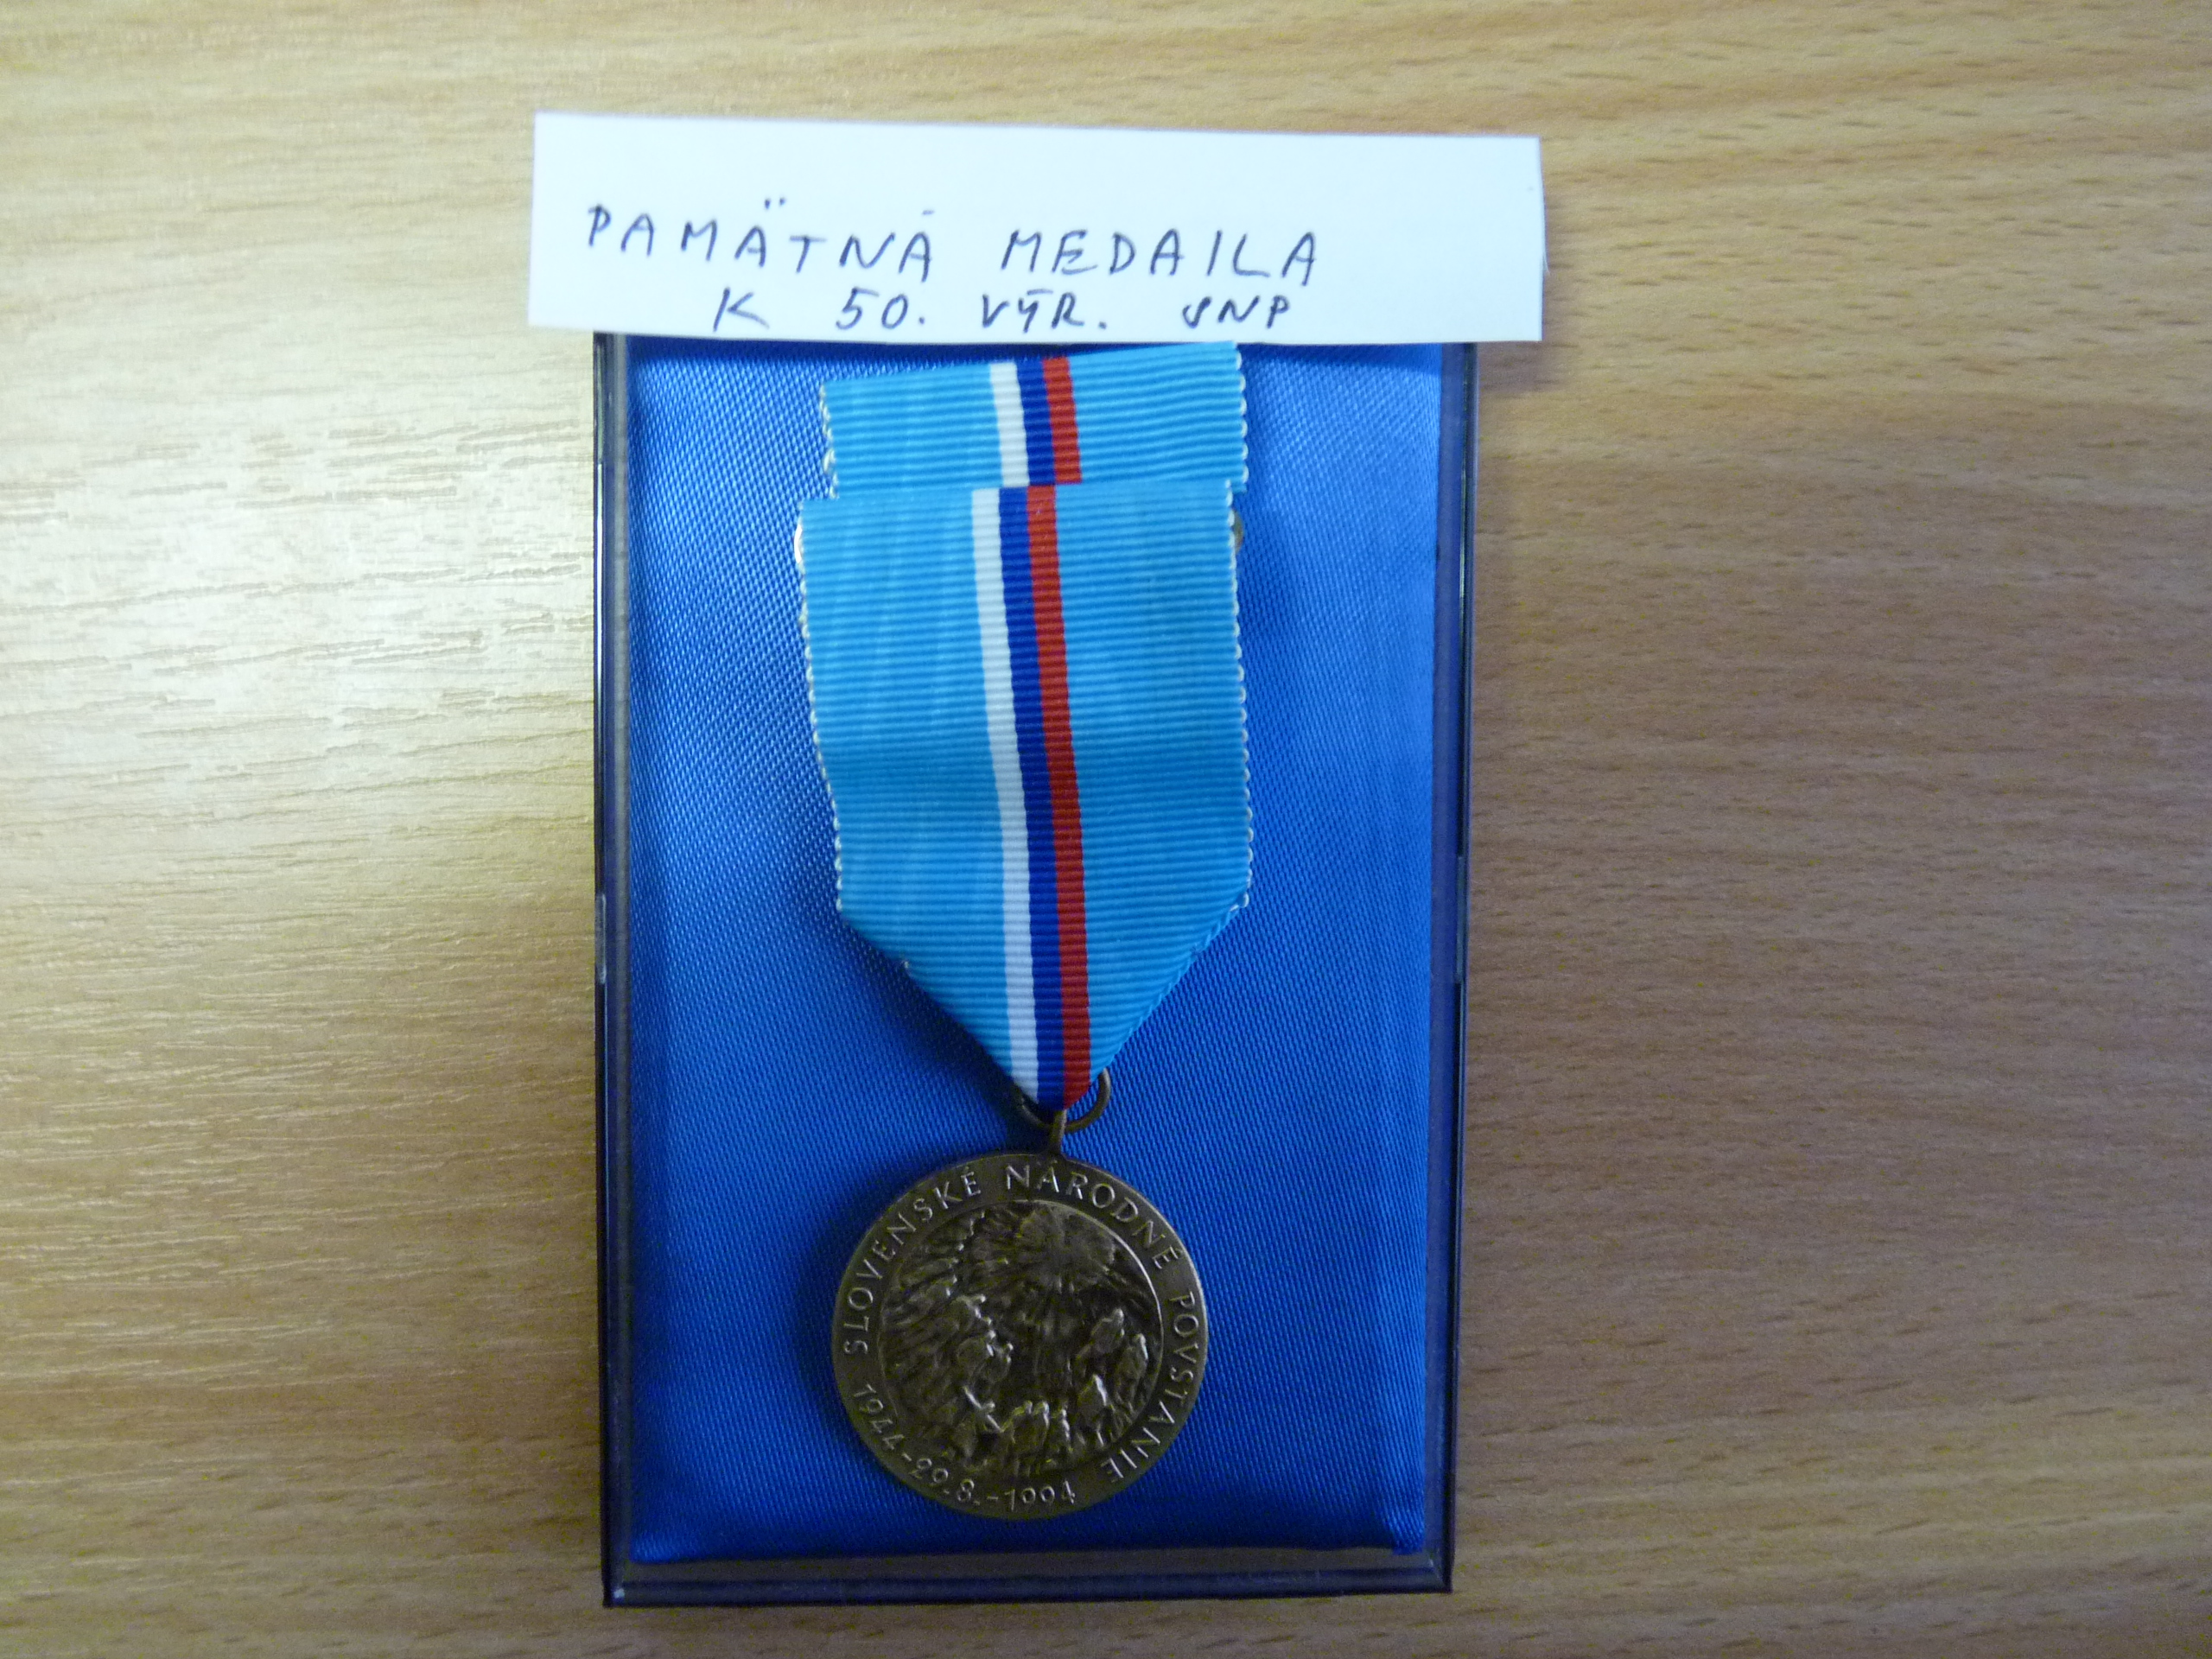 PAMÄTNÁ MEDAILA
K 50. VÝR. SNP
SLOVENSKÉ NÁRODNÉ POVSTANIE
1944-29.8.-1994